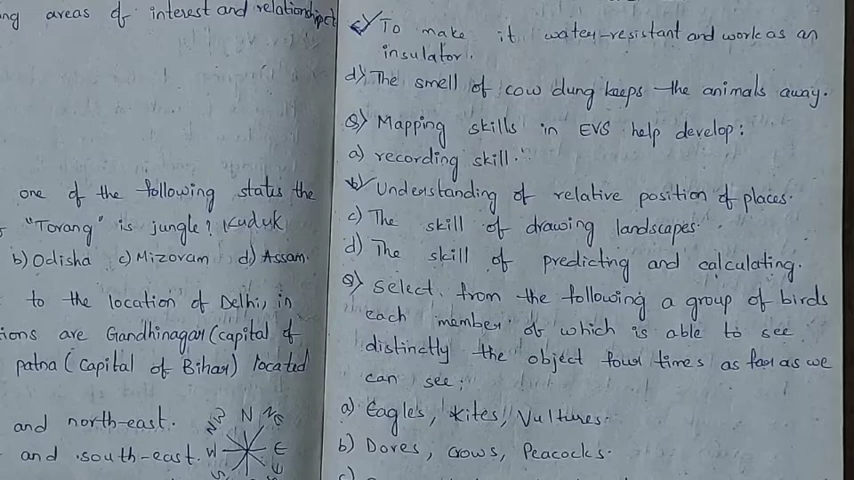 ng areas of interest and relationship
one of the following states the
"Torang" is jungle? Kuduk
b) Odisha c) Mizoram d) Assam.
to the location of Delhi, in
ions are Gandhinagar (capital of
patna (capital of Bihar) located
and north-east.
and south-east.
NW N NE
W E
c) To make it water-resistant and work as an
insulator.
d) The smell of cow dung keeps the animals away.
Q) Mapping skills in EVS help develop:
a) recording skill.
b) Understanding of relative position of places.
c) The skill of drawing landscapes.
d) The skill of predicting and calculating.
Q) Select from the following a group of birds
each member of which is able to see
distinctly the object four times as far as we
can see:
a) Eagles, kites, Vultures.
b) Doves, Crows, Peacocks.
c)